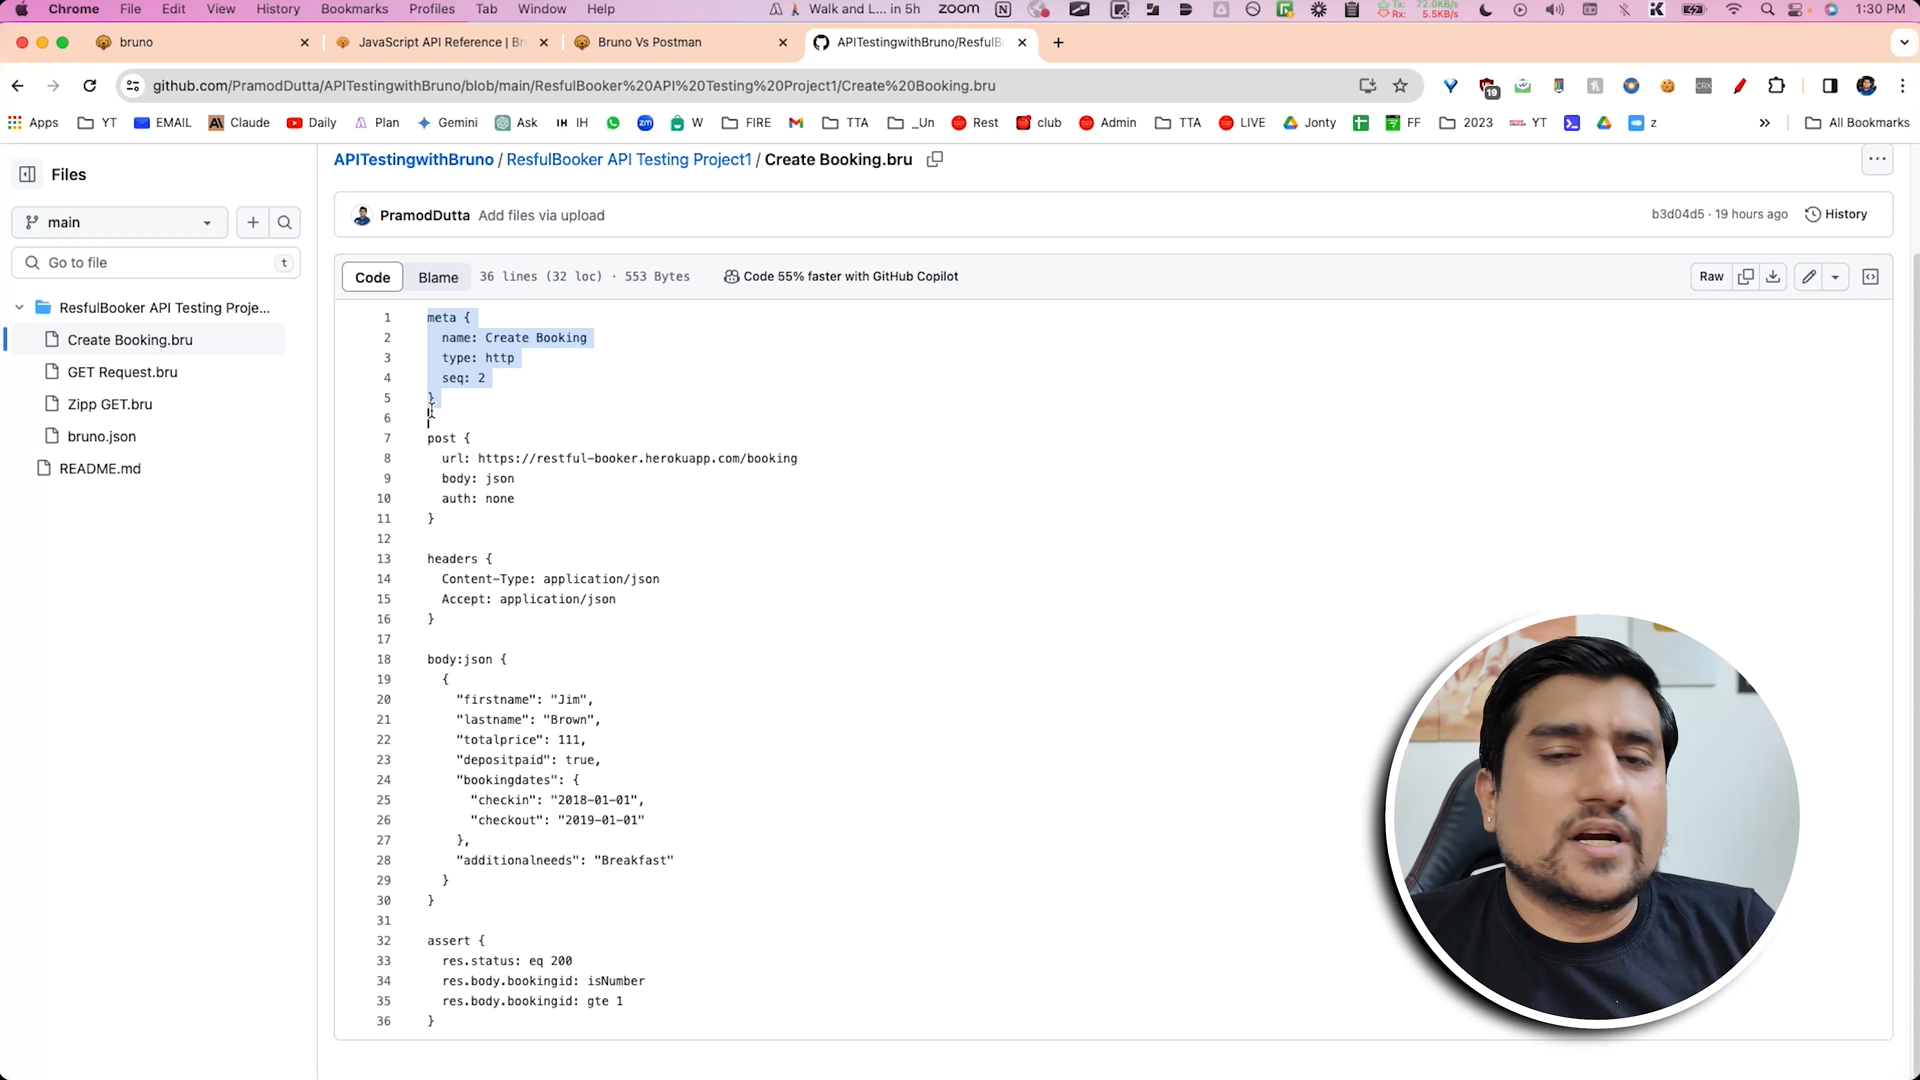 Chrome File Edit View History Bookmarks Profiles Tab Window Help
Walk and L... in 5h zoom Tx: 72.0KB/s Rx: 5.5KB/s 1:30 PM
bruno
JavaScript API Reference | Br
Bruno Vs Postman
APITestingwithBruno/ResfulBo
github.com/PramodDutta/APITestingwithBruno/blob/main/ResfulBooker%20API%20Testing%20Project1/Create%20Booking.bru
19
CRX
Apps YT EMAIL Claude Daily Plan Gemini Ask IH IH W FIRE TTA _Un Rest club Admin TTA LIVE Jonty FF 2023 YT z » All Bookmarks
Files
main
Go to file t
ResfulBooker API Testing Proje...
Create Booking.bru
GET Request.bru
Zipp GET.bru
bruno.json
README.md
APITestingwithBruno / ResfulBooker API Testing Project1 / Create Booking.bru
PramodDutta Add files via upload
b3d04d5 · 19 hours ago History
Code Blame 36 lines (32 loc) · 553 Bytes Code 55% faster with GitHub Copilot Raw
1 meta {
2 name: Create Booking
3 type: http
4 seq: 2
5 }
6
7 post {
8 url: https://restful-booker.herokuapp.com/booking
9 body: json
10 auth: none
11 }
12
13 headers {
14 Content-Type: application/json
15 Accept: application/json
16 }
17
18 body:json {
19 {
20 "firstname": "Jim",
21 "lastname": "Brown",
22 "totalprice": 111,
23 "depositpaid": true,
24 "bookingdates": {
25 "checkin": "2018-01-01",
26 "checkout": "2019-01-01"
27 },
28 "additionalneeds": "Breakfast"
29 }
30 }
31
32 assert {
33 res.status: eq 200
34 res.body.bookingid: isNumber
35 res.body.bookingid: gte 1
36 }